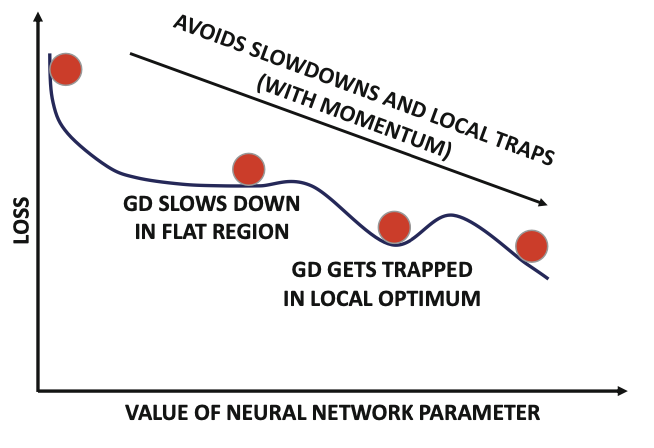 AVOIDS SLOWDOWNS AND LOCAL TRAPS
(WITH MOMENTUM)
LOSS
GD SLOWS DOWN
IN FLAT REGION
GD GETS TRAPPED
IN LOCAL OPTIMUM
VALUE OF NEURAL NETWORK PARAMETER